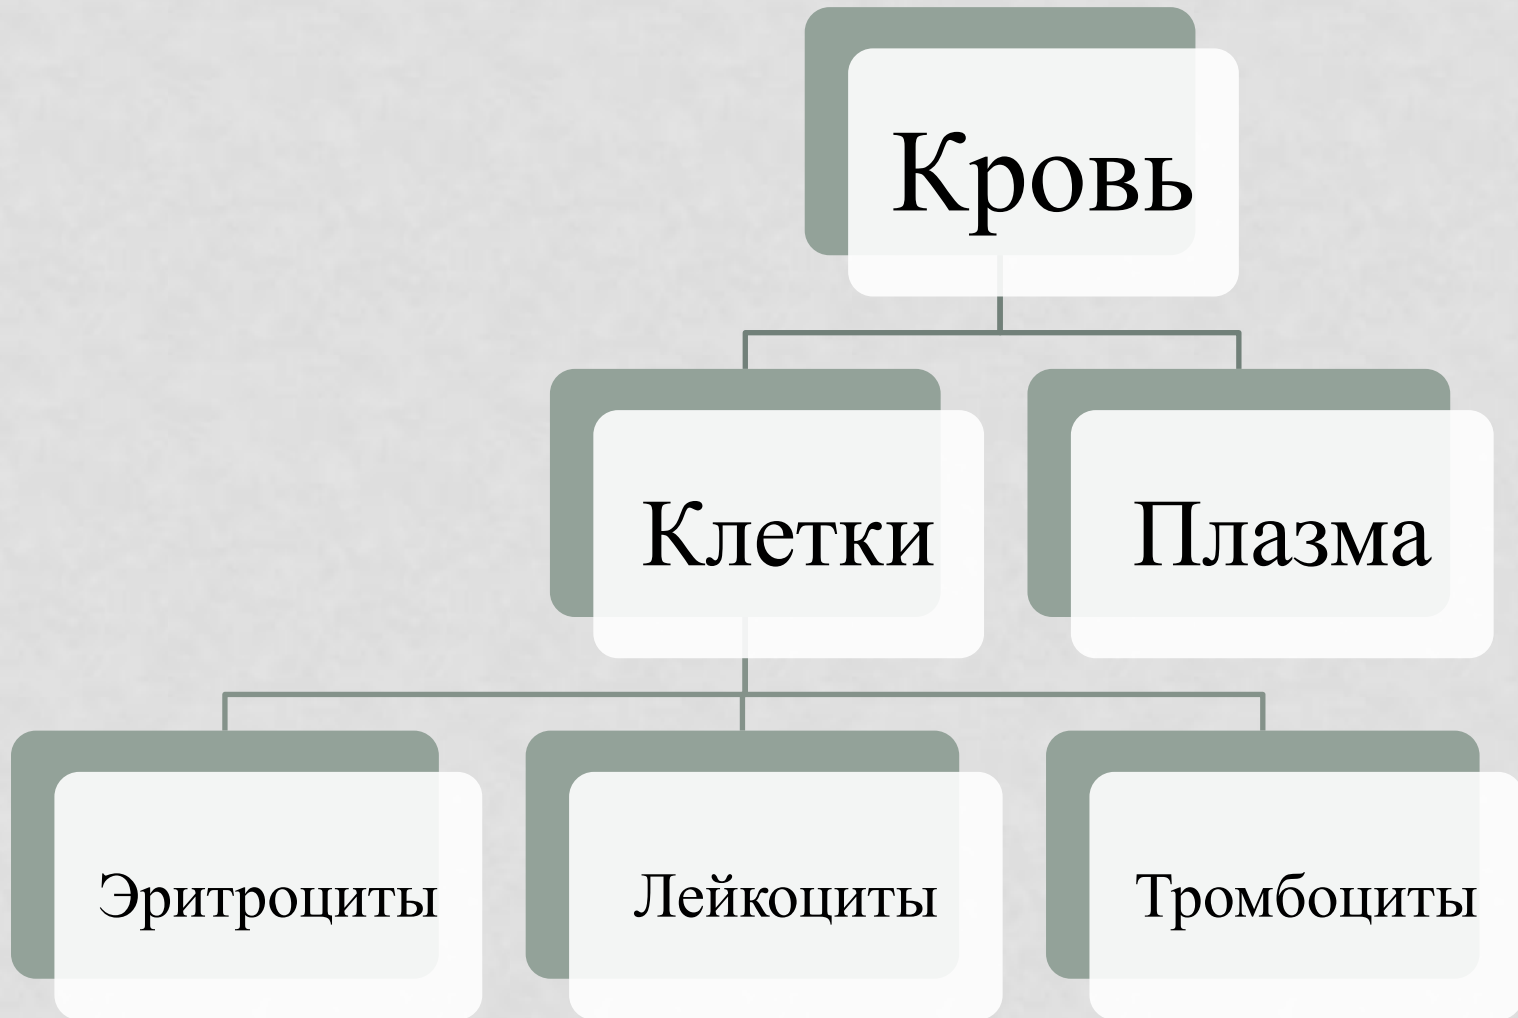 Кровь
Клетки
Плазма
Эритроциты
Лейкоциты
Тромбоциты